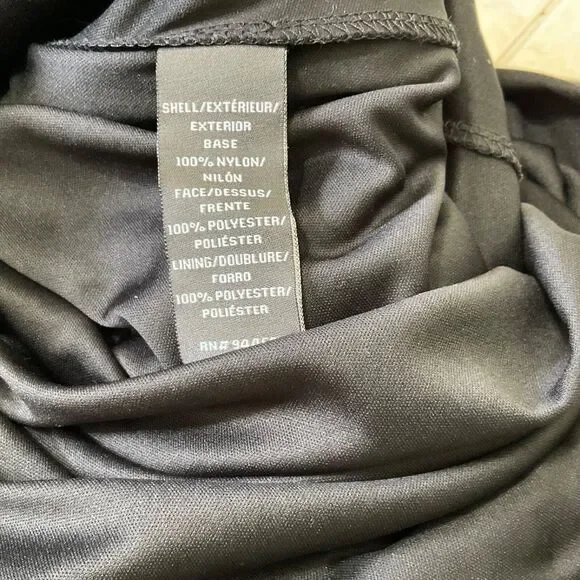 SHELL/EXTÉRIEUR/
EXTERIOR
BASE
100% NYLON/
NILÓN
FACE/DESSUS/
FRENTE
100% POLYESTER/
POLIÉSTER
LINING/DOUBLURE/
FORRO
100% POLYESTER/
POLIÉSTER